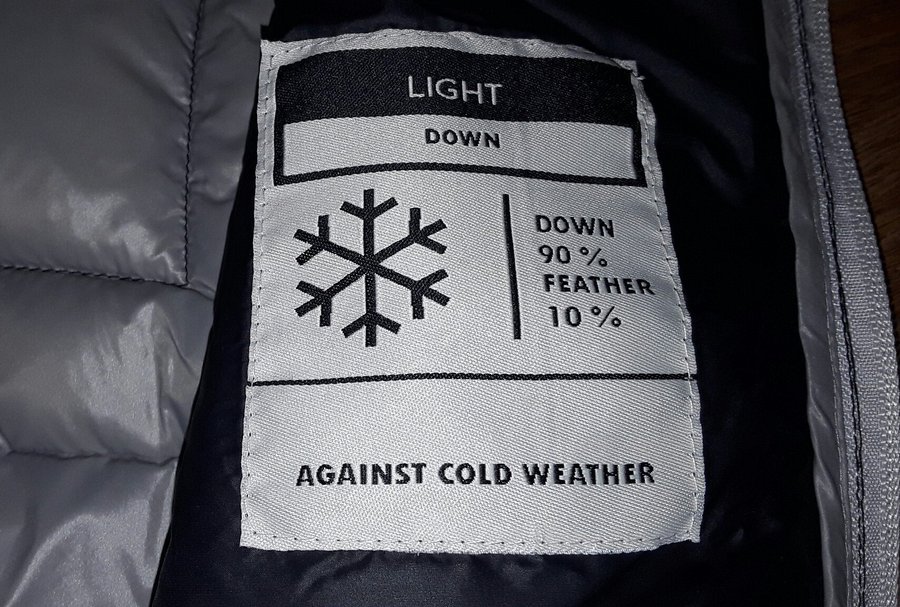 LIGHT
DOWN
DOWN
90 %
FEATHER
10 %
AGAINST COLD WEATHER